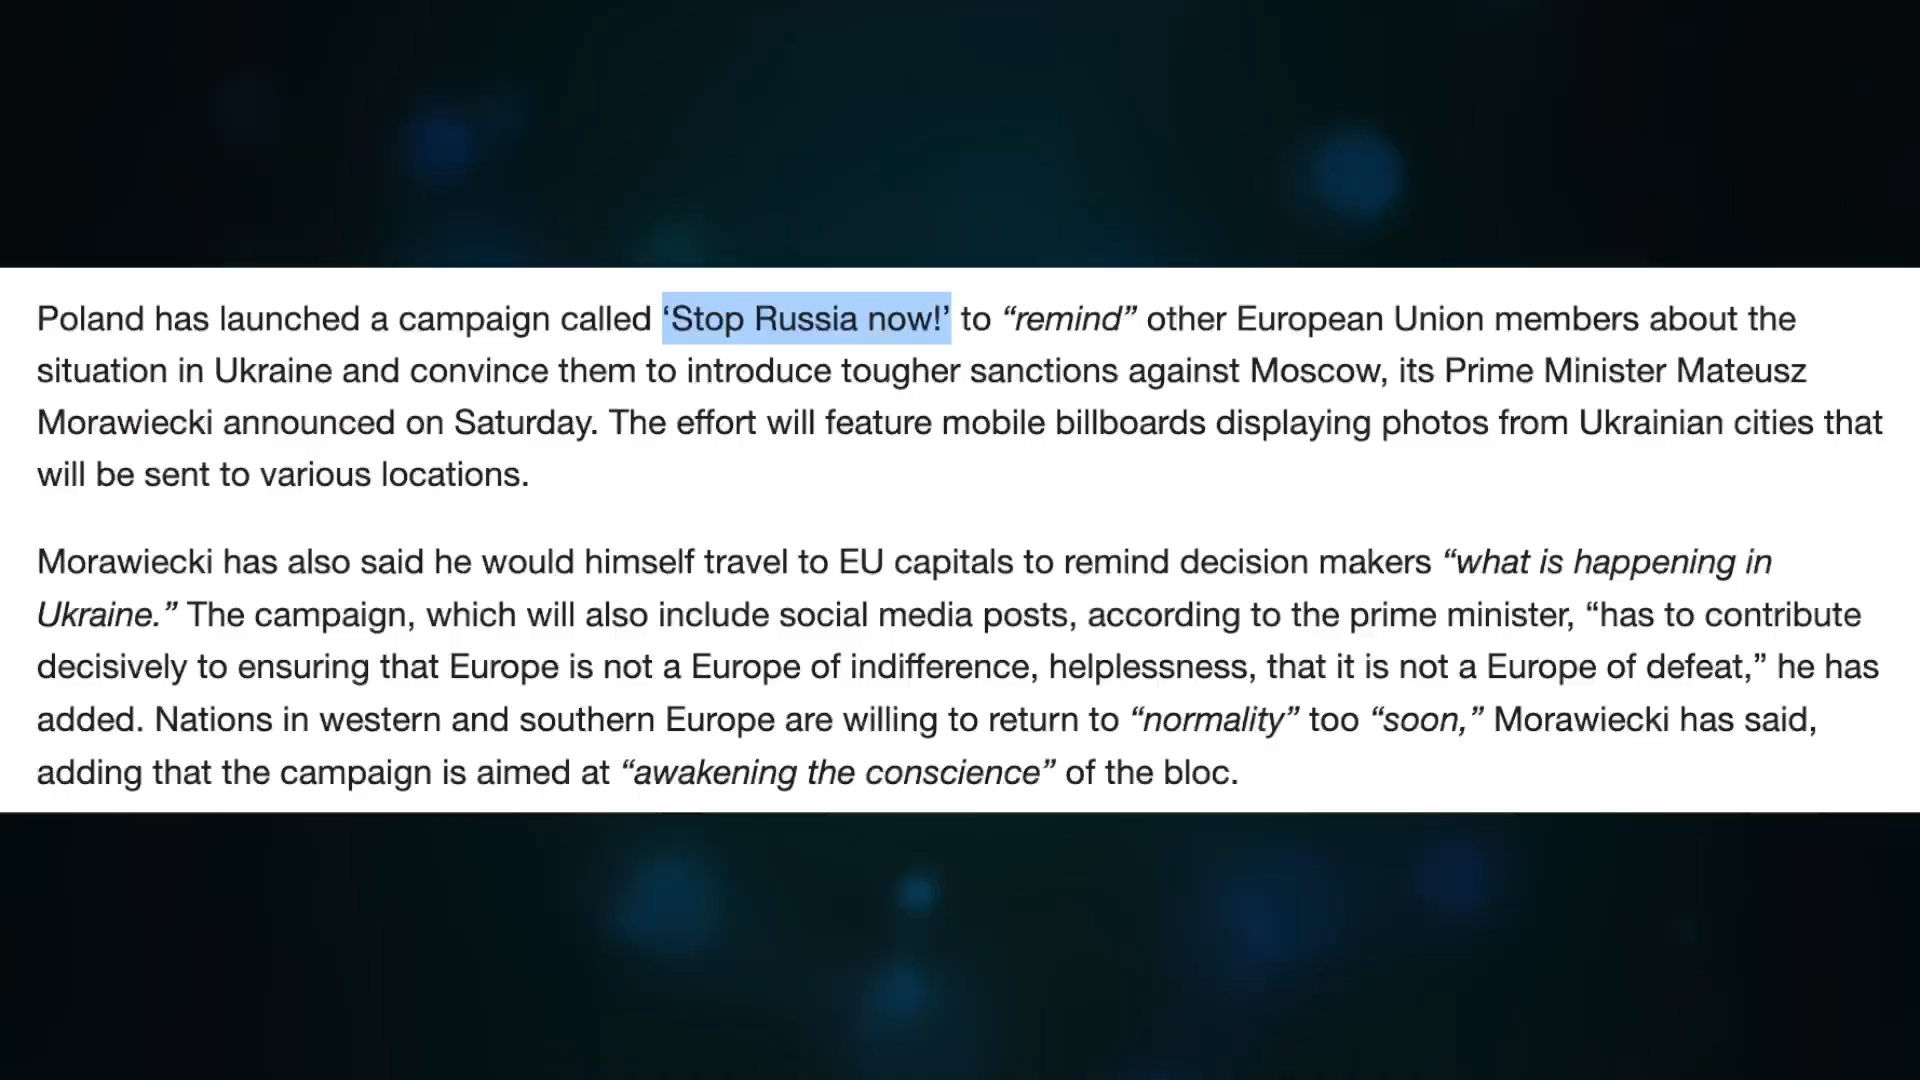 Poland has launched a campaign called ‘Stop Russia now!’ to “remind” other European Union members about the
situation in Ukraine and convince them to introduce tougher sanctions against Moscow, its Prime Minister Mateusz
Morawiecki announced on Saturday. The effort will feature mobile billboards displaying photos from Ukrainian cities that
will be sent to various locations.
Morawiecki has also said he would himself travel to EU capitals to remind decision makers “what is happening in
Ukraine.” The campaign, which will also include social media posts, according to the prime minister, “has to contribute
decisively to ensuring that Europe is not a Europe of indifference, helplessness, that it is not a Europe of defeat,” he has
added. Nations in western and southern Europe are willing to return to “normality” too “soon,” Morawiecki has said,
adding that the campaign is aimed at “awakening the conscience” of the bloc.